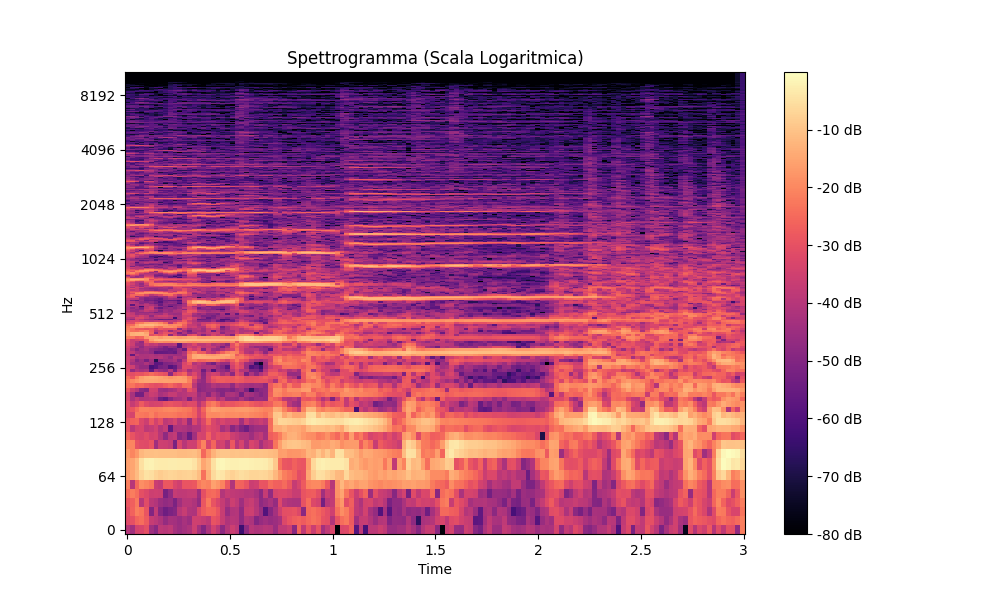 Spettrogramma (Scala Logaritmica)
8192
4096
2048
1024
512
256
128
64
0
Hz
0
0.5
1
1.5
2
2.5
3
Time
-10 dB
-20 dB
-30 dB
-40 dB
-50 dB
-60 dB
-70 dB
-80 dB